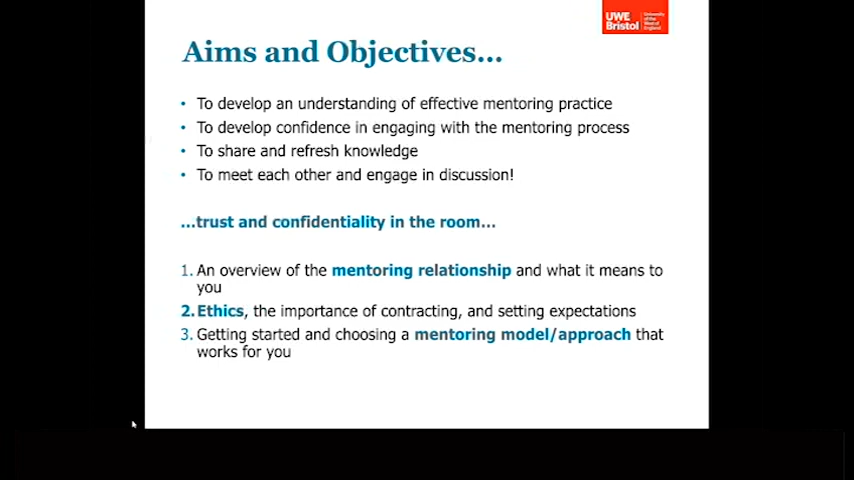 UWE
Bristol
University
of the
West of
England
Aims and Objectives...
• To develop an understanding of effective mentoring practice
• To develop confidence in engaging with the mentoring process
• To share and refresh knowledge
• To meet each other and engage in discussion!
...trust and confidentiality in the room...
1. An overview of the mentoring relationship and what it means to
you
2. Ethics, the importance of contracting, and setting expectations
3. Getting started and choosing a mentoring model/approach that
works for you